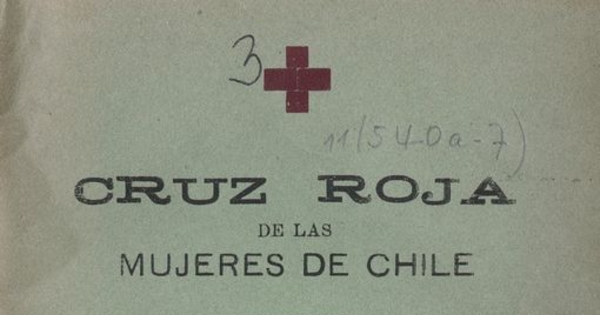 3
11/540a-7)
CRUZ ROJA
DE LAS
MUJERES DE CHILE